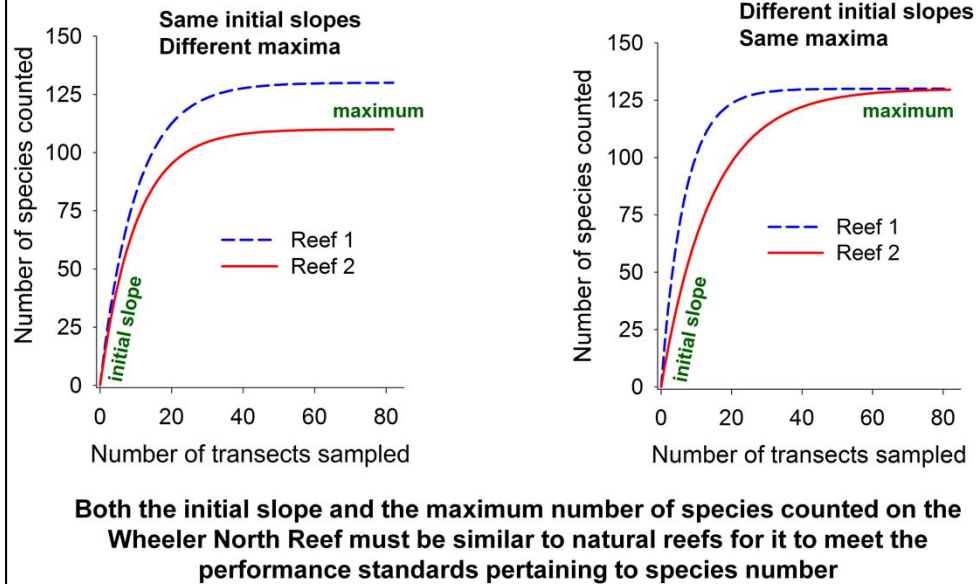 Same initial slopes
Different maxima
Number of species counted
150
125
100
75
50
25
0
maximum
Reef 1
Reef 2
initial slope
0 20 40 60 80
Number of transects sampled
Different initial slopes
Same maxima
Number of species counted
150
125
100
75
50
25
0
maximum
Reef 1
Reef 2
initial slope
0 20 40 60 80
Number of transects sampled
Both the initial slope and the maximum number of species counted on the
Wheeler North Reef must be similar to natural reefs for it to meet the
performance standards pertaining to species number